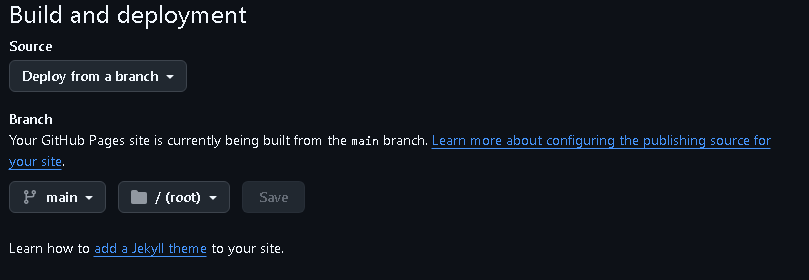 Build and deployment
Source
Deploy from a branch
Branch
Your GitHub Pages site is currently being built from the main branch. Learn more about configuring the publishing source for
your site.
main
/ (root)
Save
Learn how to add a Jekyll theme to your site.